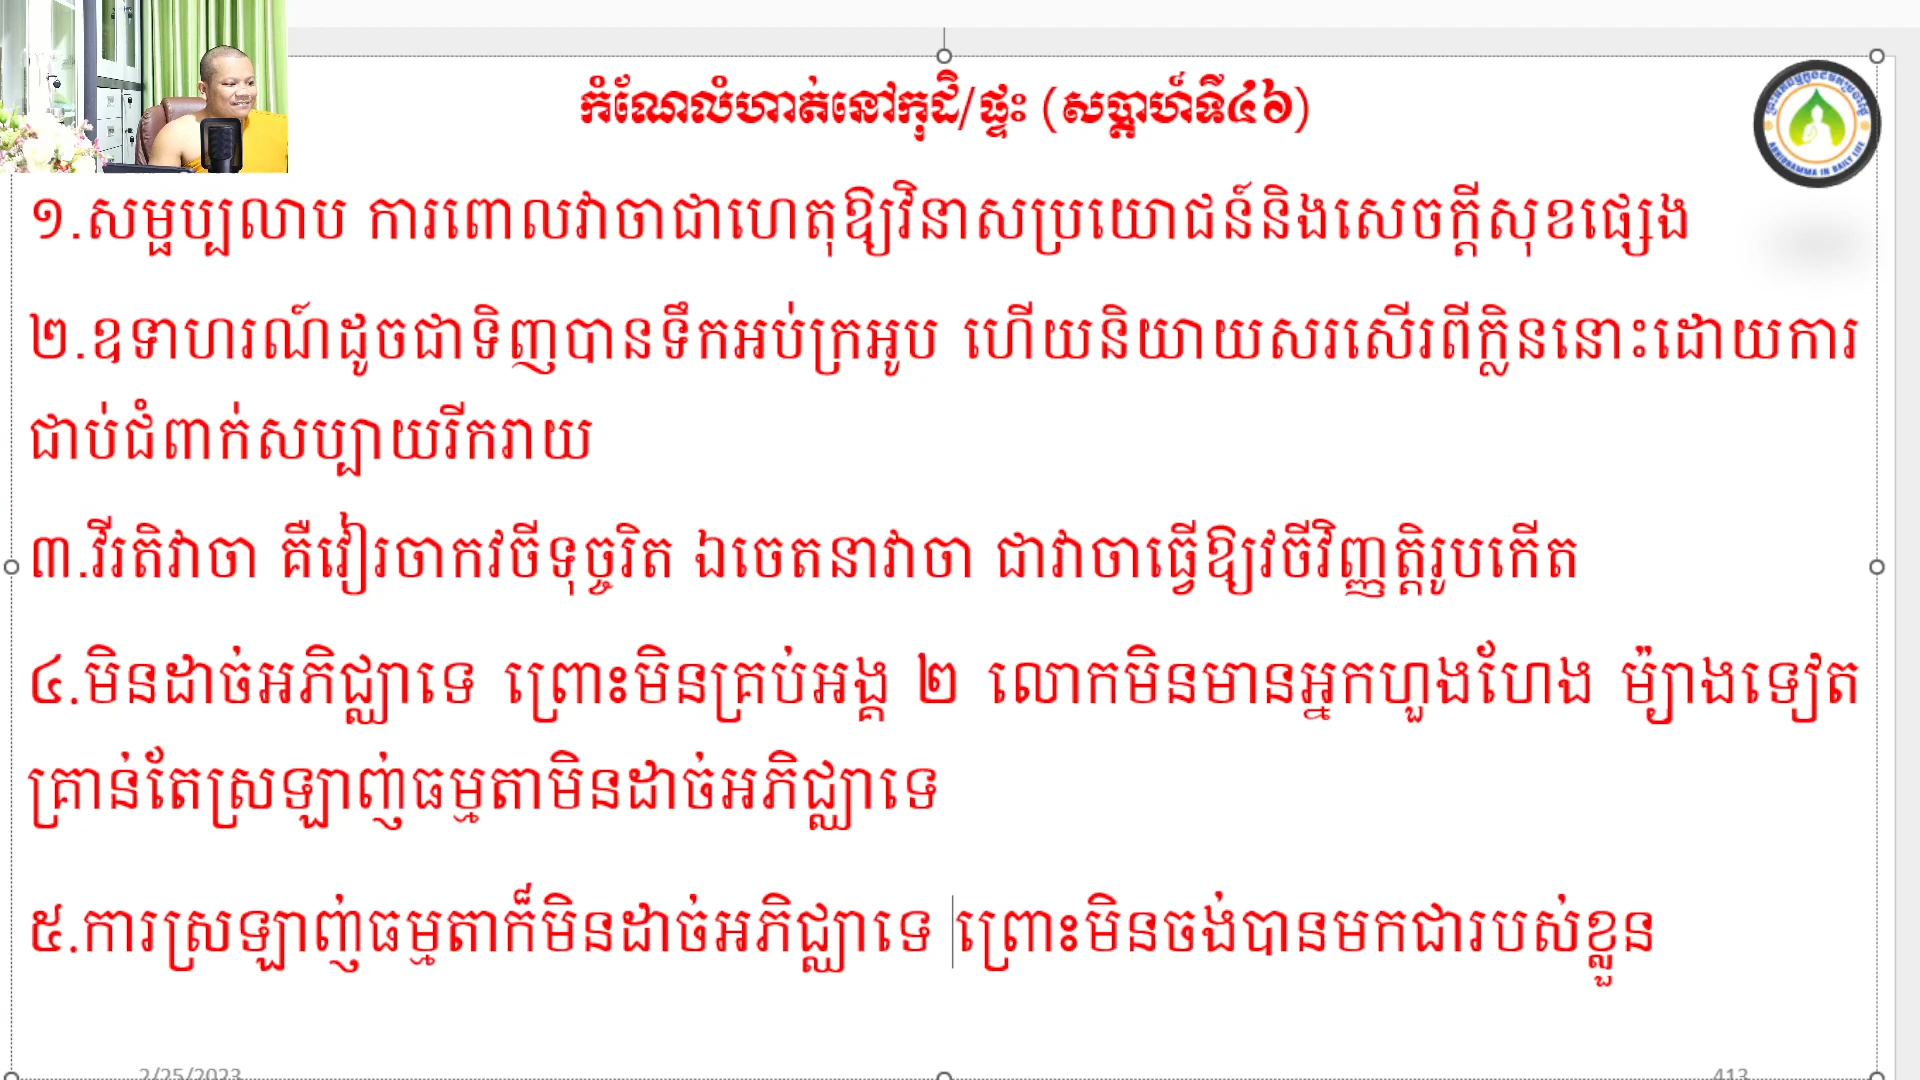 កំណែលំហាត់នៅកុដិ/ផ្ទះ (សប្តាហ៍ទី៤៦)
១.សម្ផប្បលាប ការពោលវាចាជាហេតុឱ្យវិនាសប្រយោជន៍និងសេចក្តីសុខផ្សេង
២.ឧទាហរណ៍ដូចជាទិញបានទឹកអប់ក្រអូប ហើយនិយាយសរសើរពីក្លិននោះដោយការ
ជាប់ជំពាក់សប្បាយរីករាយ
៣.វីរតិវាចា គឺវៀរចាកវចីទុច្ចរិត ឯចេតនាវាចា ជាវាចាធ្វើឱ្យវចីវិញ្ញត្តិរូបកើត
៤.មិនដាច់អភិជ្ឈាទេ ព្រោះមិនគ្រប់អង្គ ២ លោកមិនមានអ្នកហួងហែង ម៉្យាងទៀត
គ្រាន់តែស្រឡាញ់ធម្មតាមិនដាច់អភិជ្ឈាទេ
៥.ការស្រឡាញ់ធម្មតាក៏មិនដាច់អភិជ្ឈាទេ ព្រោះមិនចង់បានមកជារបស់ខ្លួន
ABHIDHAMMA IN DAILY LIFE
2/25/2023
413